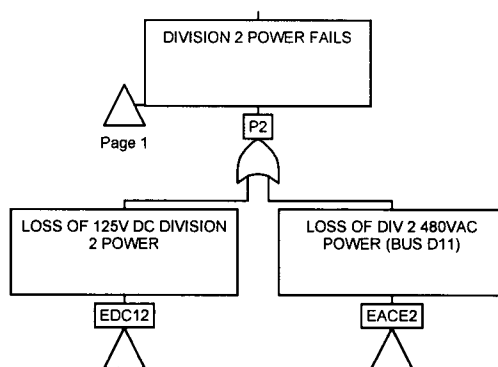 DIVISION 2 POWER FAILS
Page 1
P2
LOSS OF 125V DC DIVISION
2 POWER
LOSS OF DIV 2 480VAC
POWER (BUS D11)
EDC12
EACE2